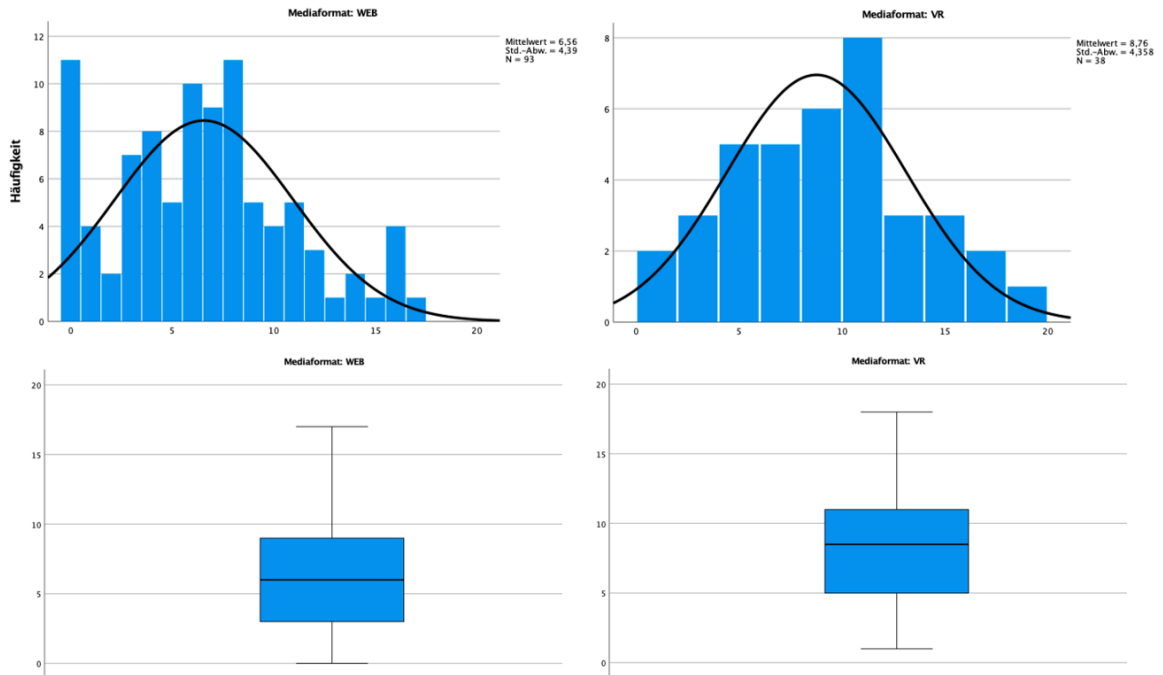 Mediaformat: WEB
12
10
8
6
4
2
0
Häufigkeit
0 5 10 15 20
Mittelwert = 6,56
Std.-Abw. = 4,39
N = 93
Mediaformat: VR
8
6
4
2
0
0 5 10 15 20
Mittelwert = 8,76
Std.-Abw. = 4,358
N = 38
Mediaformat: WEB
20
15
10
5
0
Mediaformat: VR
20
15
10
5
0